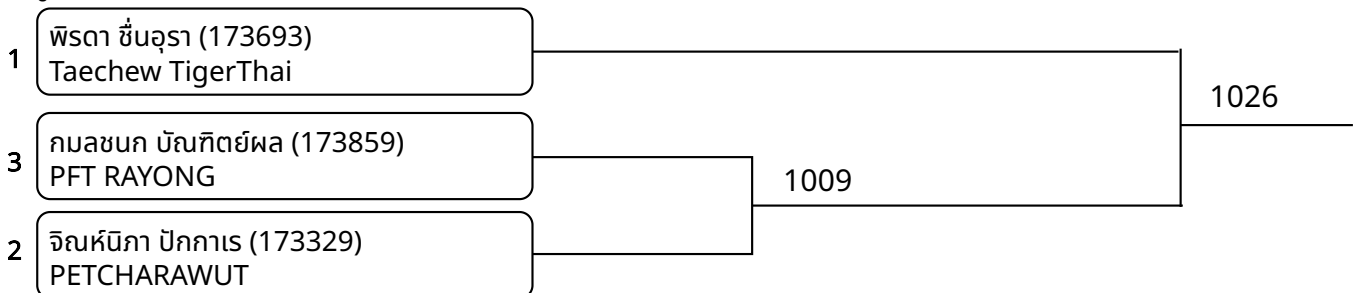 1
พิรดา ชื่นอุรา (173693)
Taechew TigerThai
1026
3
กมลชนก บัณฑิตย์ผล (173859)
PFT RAYONG
1009
2
จิณห์นิภา ปักกาเร (173329)
PETCHARAWUT